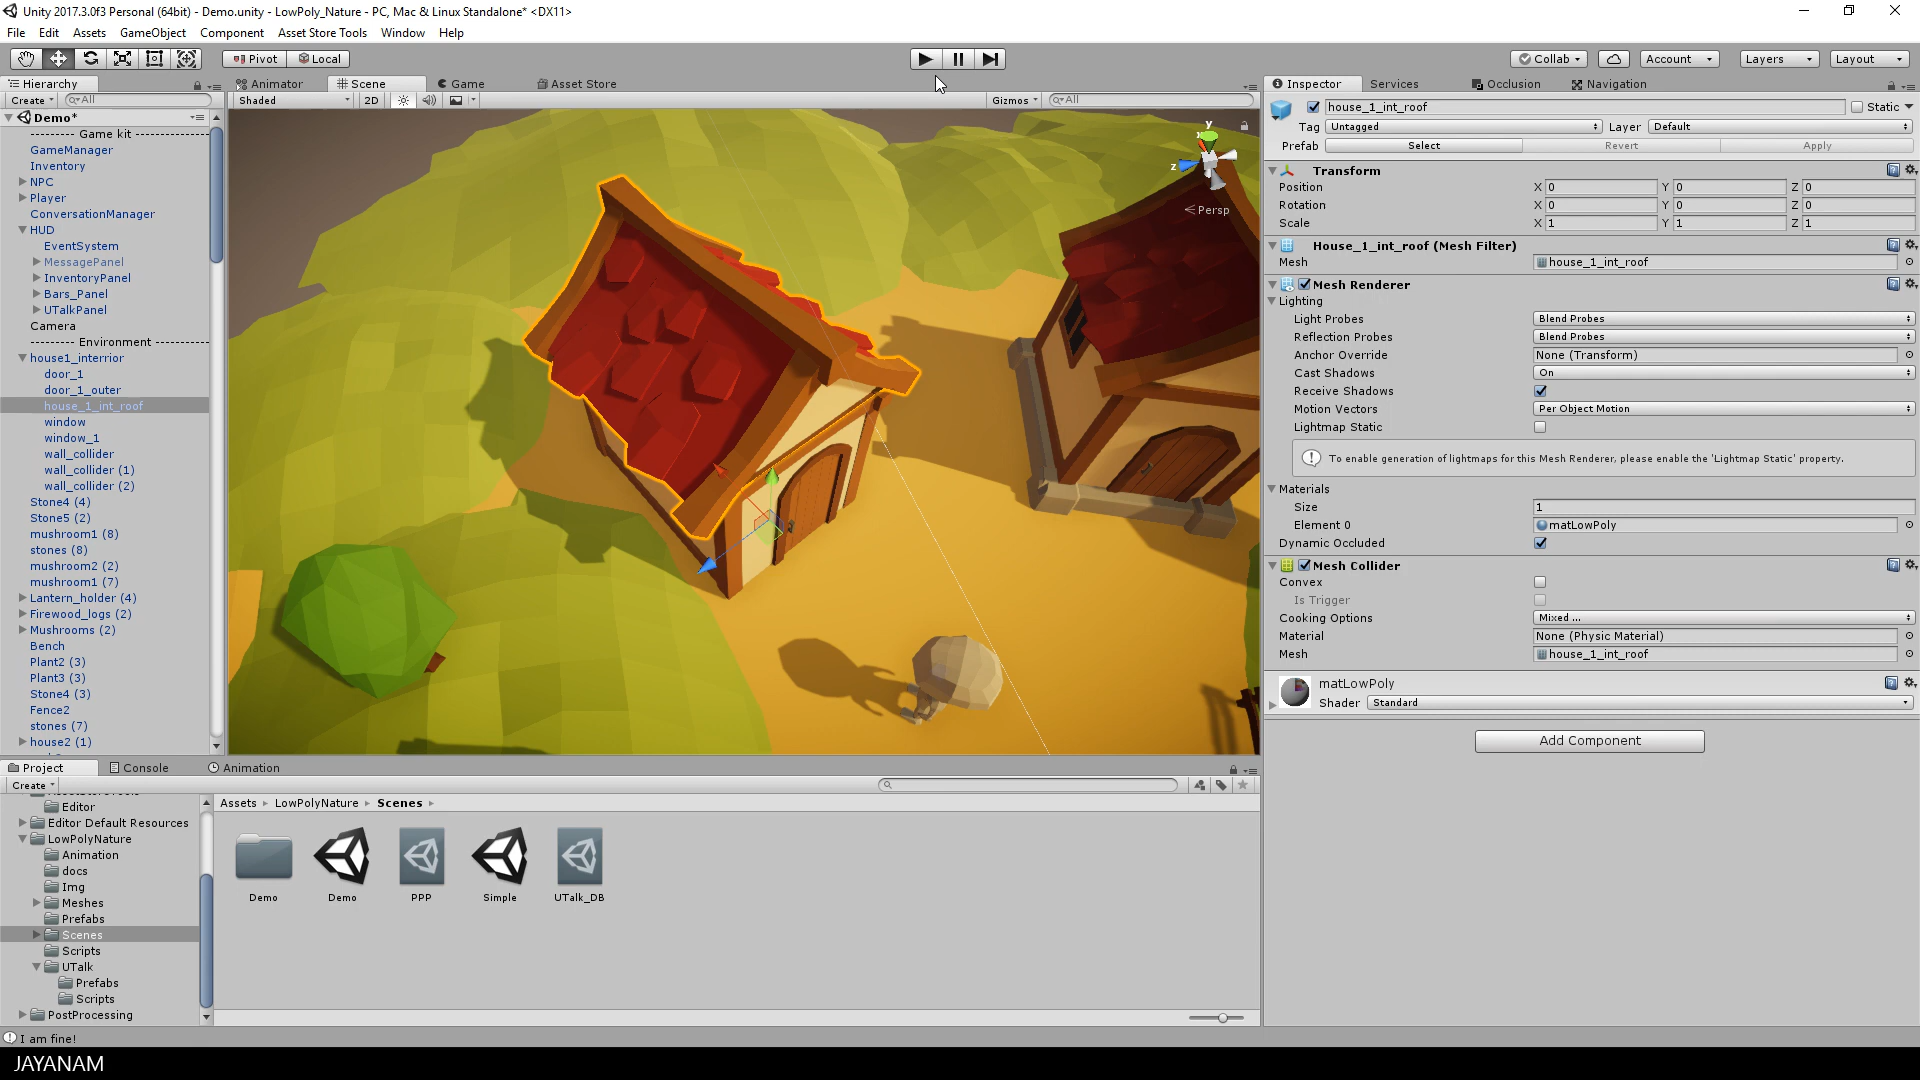 Unity 2017.3.0f3 Personal (64bit) - Demo.unity - LowPoly_Nature - PC, Mac & Linux Standalone* <DX11>
File Edit Assets GameObject Component Asset Store Tools Window Help
Pivot Local Collab Account Layers Layout
Hierarchy Animator Scene Game Asset Store Inspector Services Occlusion Navigation
Create All Shaded 2D Gizmos All
Demo*
-------- Game kit --------------
GameManager
Inventory
NPC
Player
ConversationManager
HUD
EventSystem
MessagePanel
InventoryPanel
Bars_Panel
UTalkPanel
Camera
-------- Environment ----------
house1_interrior
door_1
door_1_outer
house_1_int_roof
window
window_1
wall_collider
wall_collider (1)
wall_collider (2)
Stone4 (4)
Stone5 (2)
mushroom1 (8)
stones (8)
mushroom2 (2)
mushroom1 (7)
Lantern_holder (4)
Firewood_logs (2)
Mushrooms (2)
Bench
Plant2 (3)
Plant3 (3)
Stone4 (3)
Fence2
stones (7)
house2 (1)
y
x
z
Persp
house_1_int_roof Static
Tag Untagged Layer Default
Prefab Select Revert Apply
Transform
Position X 0 Y 0 Z 0
Rotation X 0 Y 0 Z 0
Scale X 1 Y 1 Z 1
House_1_int_roof (Mesh Filter)
Mesh house_1_int_roof
Mesh Renderer
Lighting
Light Probes Blend Probes
Reflection Probes Blend Probes
Anchor Override None (Transform)
Cast Shadows On
Receive Shadows
Motion Vectors Per Object Motion
Lightmap Static
To enable generation of lightmaps for this Mesh Renderer, please enable the 'Lightmap Static' property.
Materials
Size 1
Element 0 matLowPoly
Dynamic Occluded
Mesh Collider
Convex
Is Trigger
Cooking Options Mixed ...
Material None (Physic Material)
Mesh house_1_int_roof
matLowPoly
Shader Standard
Add Component
Project Console Animation
Create
Editor
Editor Default Resources
LowPolyNature
Animation
docs
Img
Meshes
Prefabs
Scenes
Scripts
UTalk
Prefabs
Scripts
PostProcessing
Assets LowPolyNature Scenes
Demo Demo PPP Simple UTalk_DB
I am fine!
JAYANAM